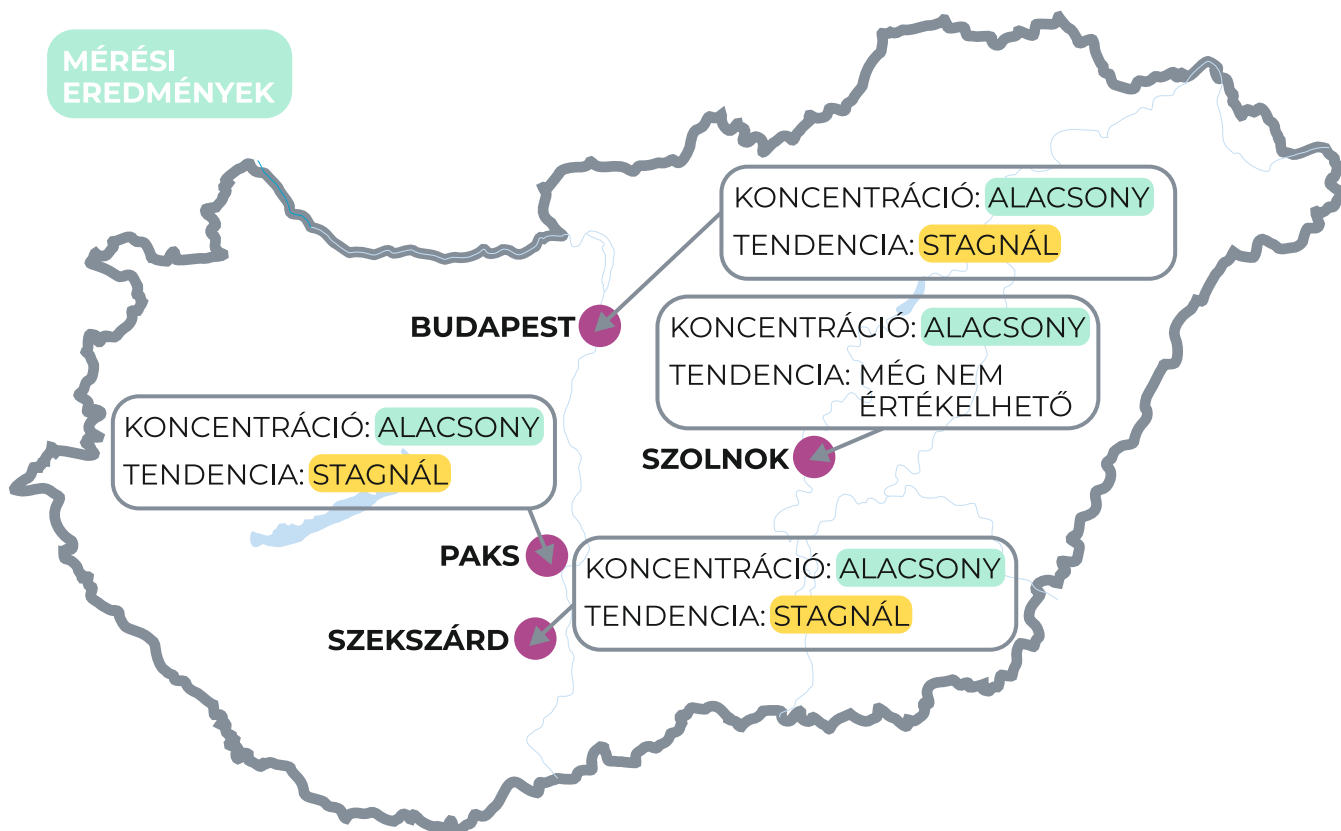 MÉRÉSI
EREDMÉNYEK
KONCENTRÁCIÓ: ALACSONY
TENDENCIA: STAGNÁL
BUDAPEST
KONCENTRÁCIÓ: ALACSONY
TENDENCIA: MÉG NEM
ÉRTÉKELHETŐ
SZOLNOK
KONCENTRÁCIÓ: ALACSONY
TENDENCIA: STAGNÁL
PAKS
KONCENTRÁCIÓ: ALACSONY
TENDENCIA: STAGNÁL
SZEKSZÁRD